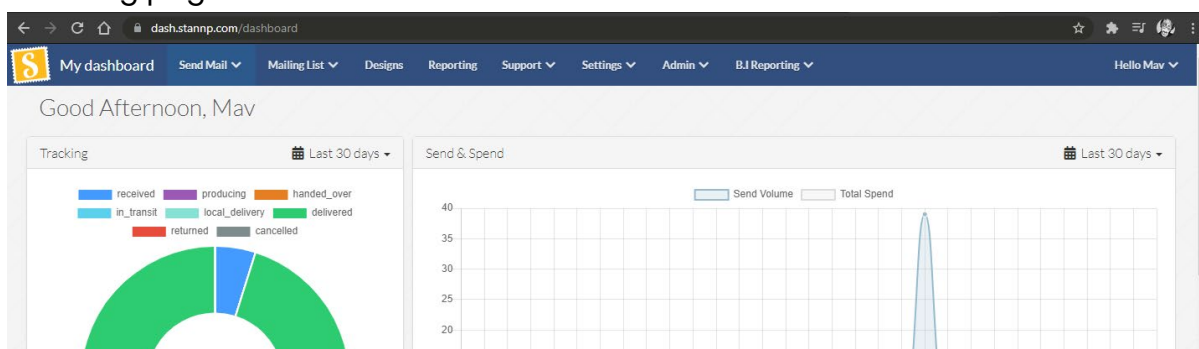 dash.stannp.com/dashboard
S My dashboard Send Mail Mailing List Designs Reporting Support Settings Admin B.I Reporting Hello Mav
Good Afternoon, Mav
Tracking Last 30 days
Send & Spend Last 30 days
received producing handed_over
in_transit local_delivery delivered
returned cancelled
Send Volume Total Spend
40
35
30
25
20